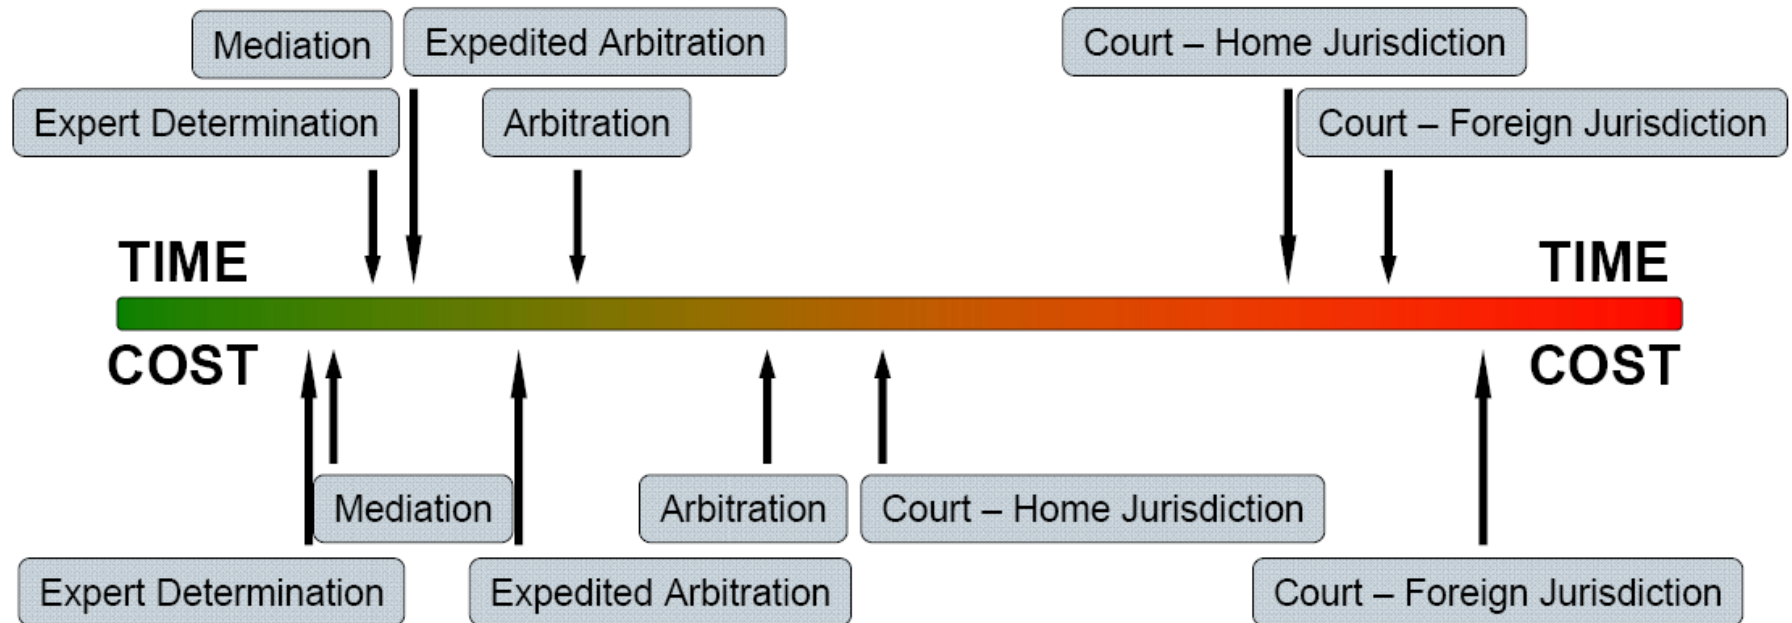 Mediation
Expedited Arbitration
Court – Home Jurisdiction
Expert Determination
Arbitration
Court – Foreign Jurisdiction
TIME
TIME
COST
COST
Mediation
Arbitration
Court – Home Jurisdiction
Expert Determination
Expedited Arbitration
Court – Foreign Jurisdiction